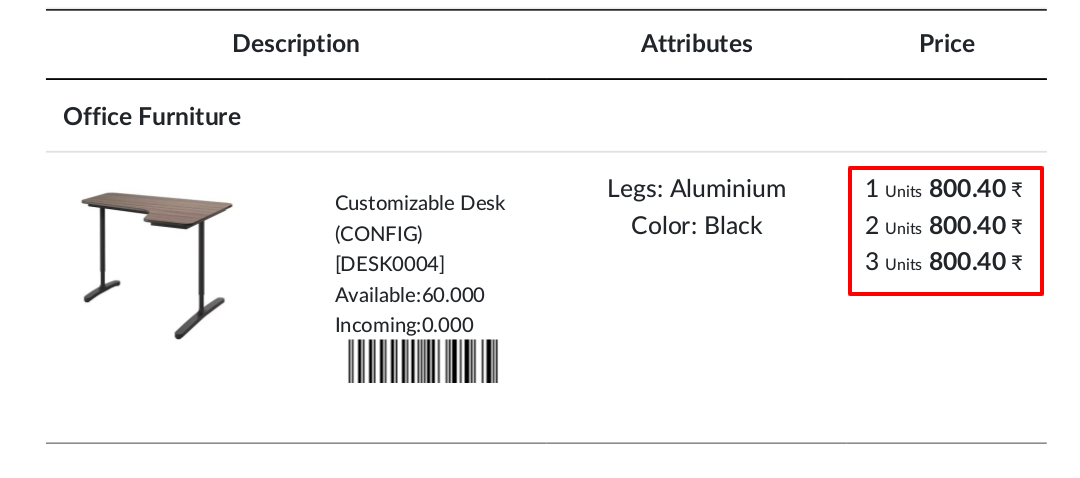 Description Attributes Price
Office Furniture
Customizable Desk
(CONFIG)
[DESK0004]
Available:60.000
Incoming:0.000
Legs: Aluminium
Color: Black
1 Units 800.40 ₹
2 Units 800.40 ₹
3 Units 800.40 ₹